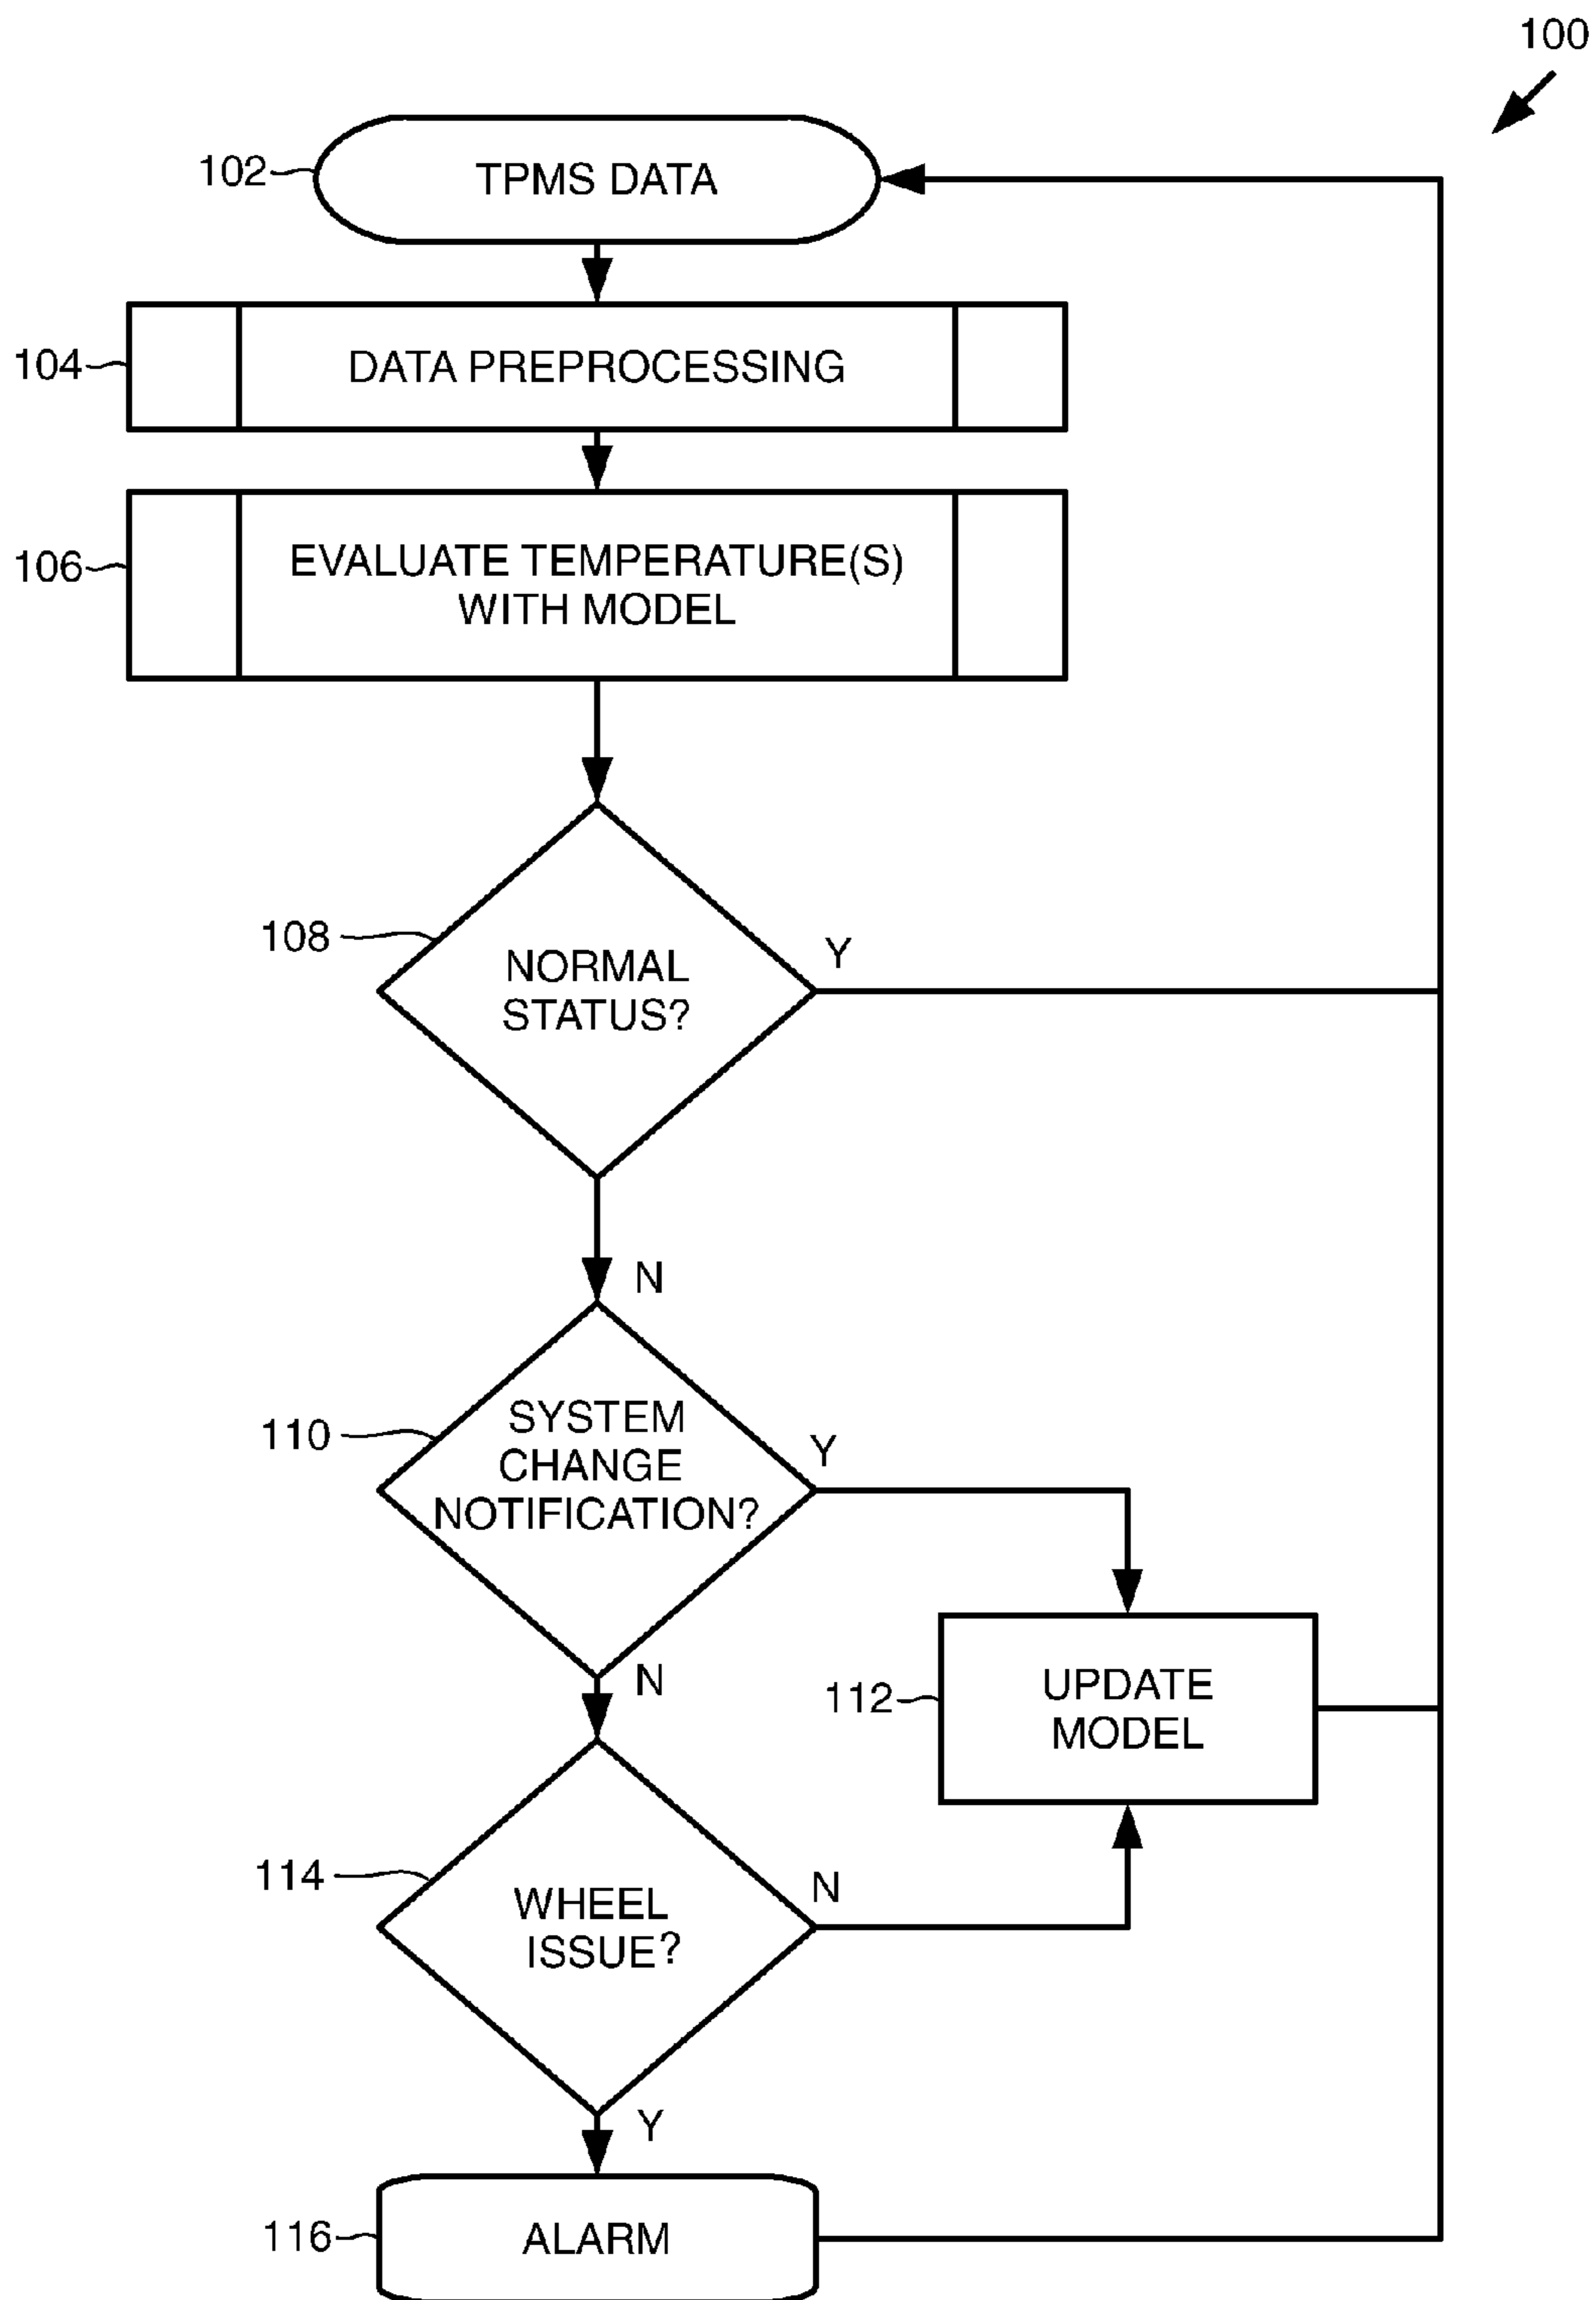 100
102
TPMS DATA
104
DATA PREPROCESSING
106
EVALUATE TEMPERATURE(S)
WITH MODEL
108
NORMAL
STATUS?
Y
N
110
SYSTEM
CHANGE
NOTIFICATION?
Y
N
112
UPDATE
MODEL
114
WHEEL
ISSUE?
N
Y
116
ALARM